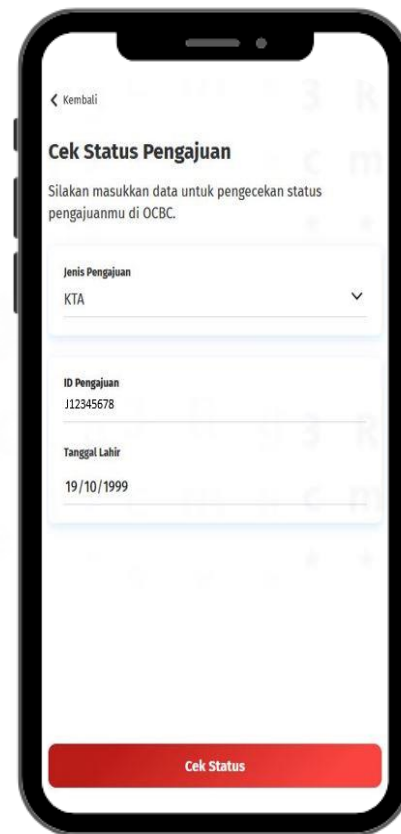 Kembali
Cek Status Pengajuan
Silakan masukkan data untuk pengecekan status
pengajuanmu di OCBC.
Jenis Pengajuan
KTA
ID Pengajuan
J12345678
Tanggal Lahir
19/10/1999
Cek Status